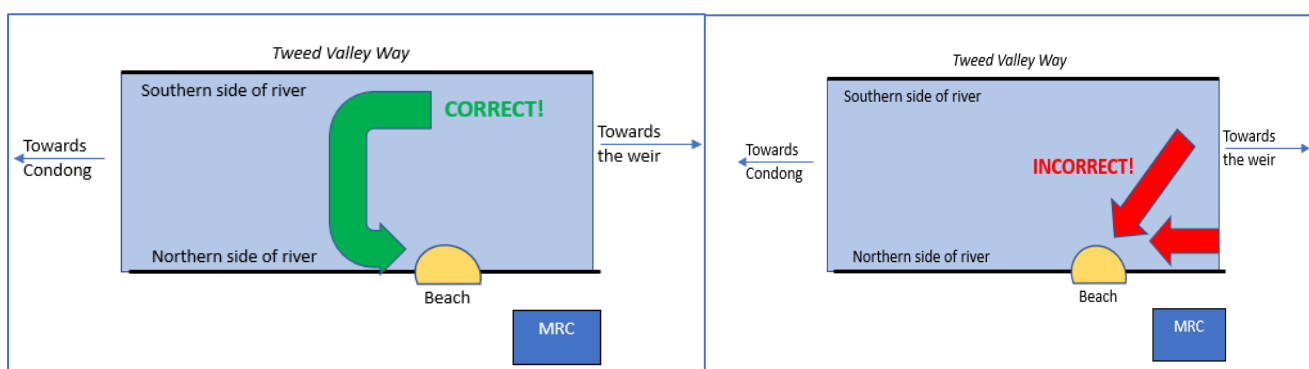 Tweed Valley Way
Southern side of river
CORRECT!
Towards
Condong
Towards
the weir
Northern side of river
Beach
MRC
Tweed Valley Way
Southern side of river
Towards
Condong
INCORRECT!
Towards
the weir
Northern side of river
Beach
MRC